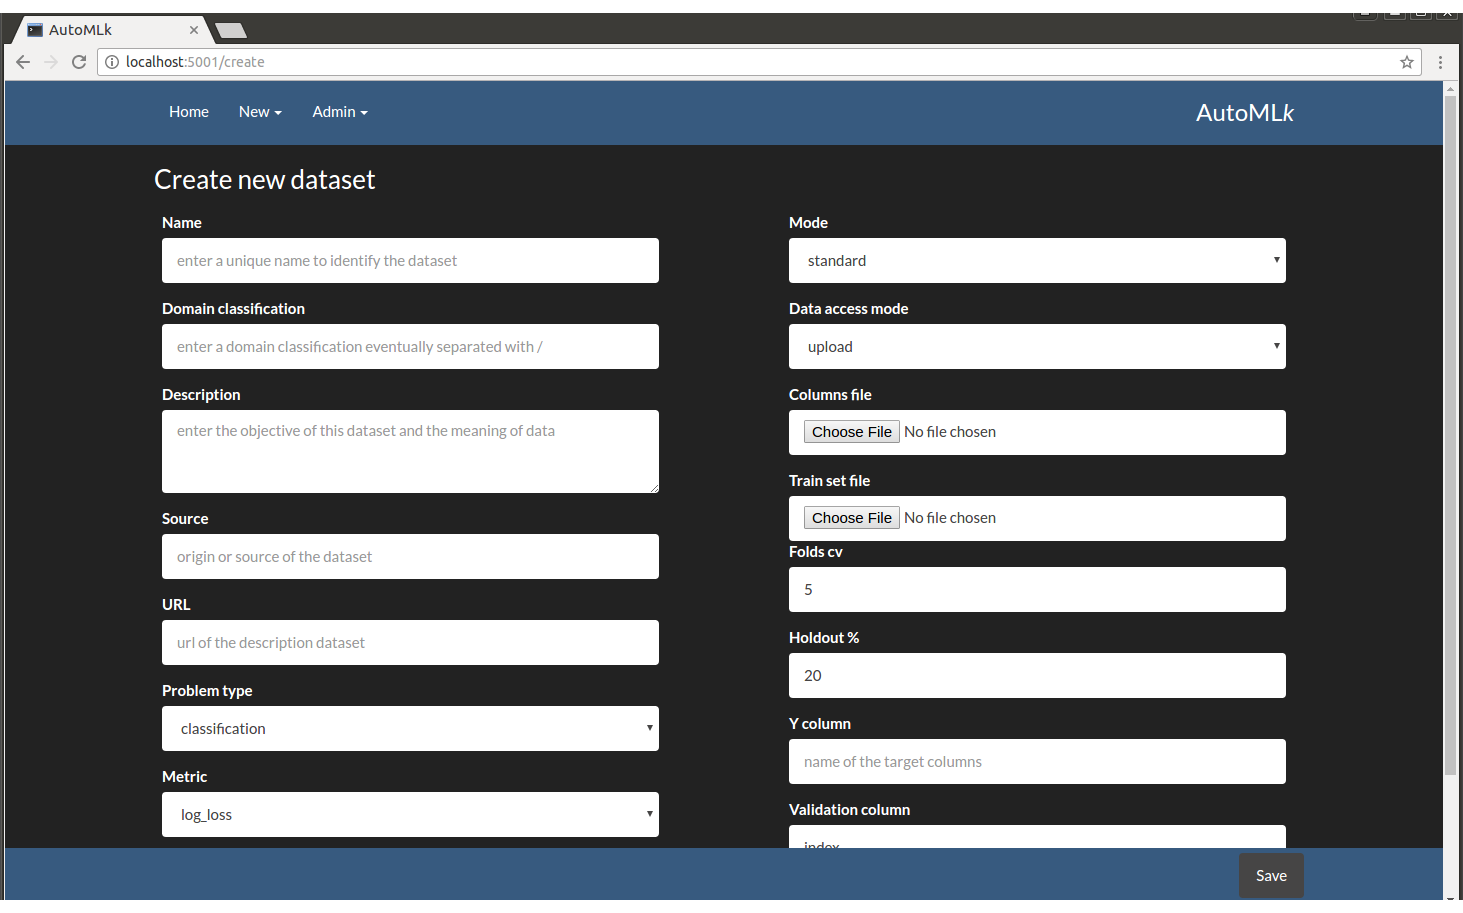 AutoMLk
localhost:5001/create
Home New Admin AutoMLk
Create new dataset
Name
enter a unique name to identify the dataset
Domain classification
enter a domain classification eventually separated with /
Description
enter the objective of this dataset and the meaning of data
Source
origin or source of the dataset
URL
url of the description dataset
Problem type
classification
Metric
log_loss
Mode
standard
Data access mode
upload
Columns file
Choose File No file chosen
Train set file
Choose File No file chosen
Folds cv
5
Holdout %
20
Y column
name of the target columns
Validation column
index
Save